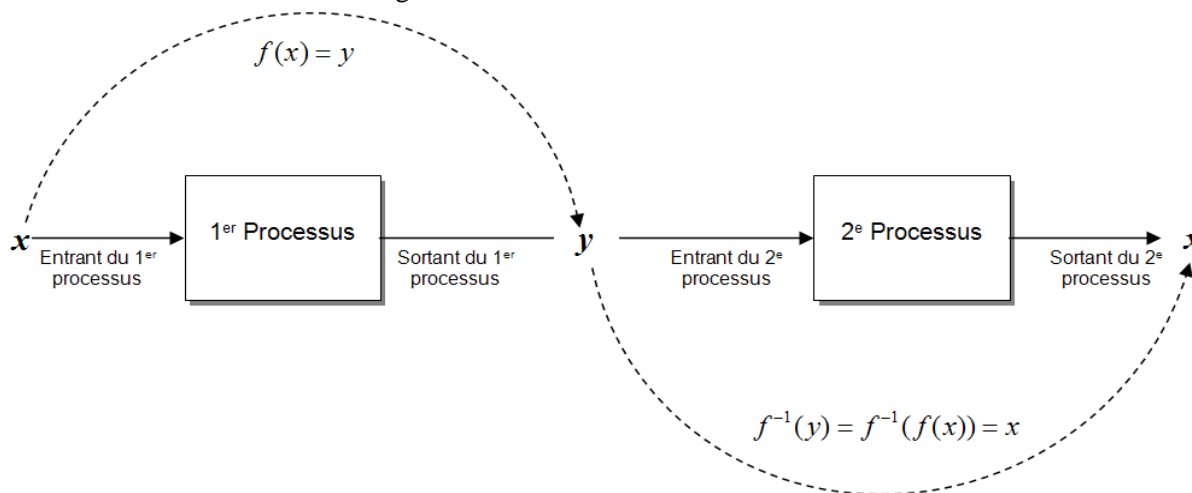 f(x) = y
1er Processus
2e Processus
x
y
x
Entrant du 1er
processus
Sortant du 1er
processus
Entrant du 2e
processus
Sortant du 2e
processus
f⁻¹(y) = f⁻¹(f(x)) = x